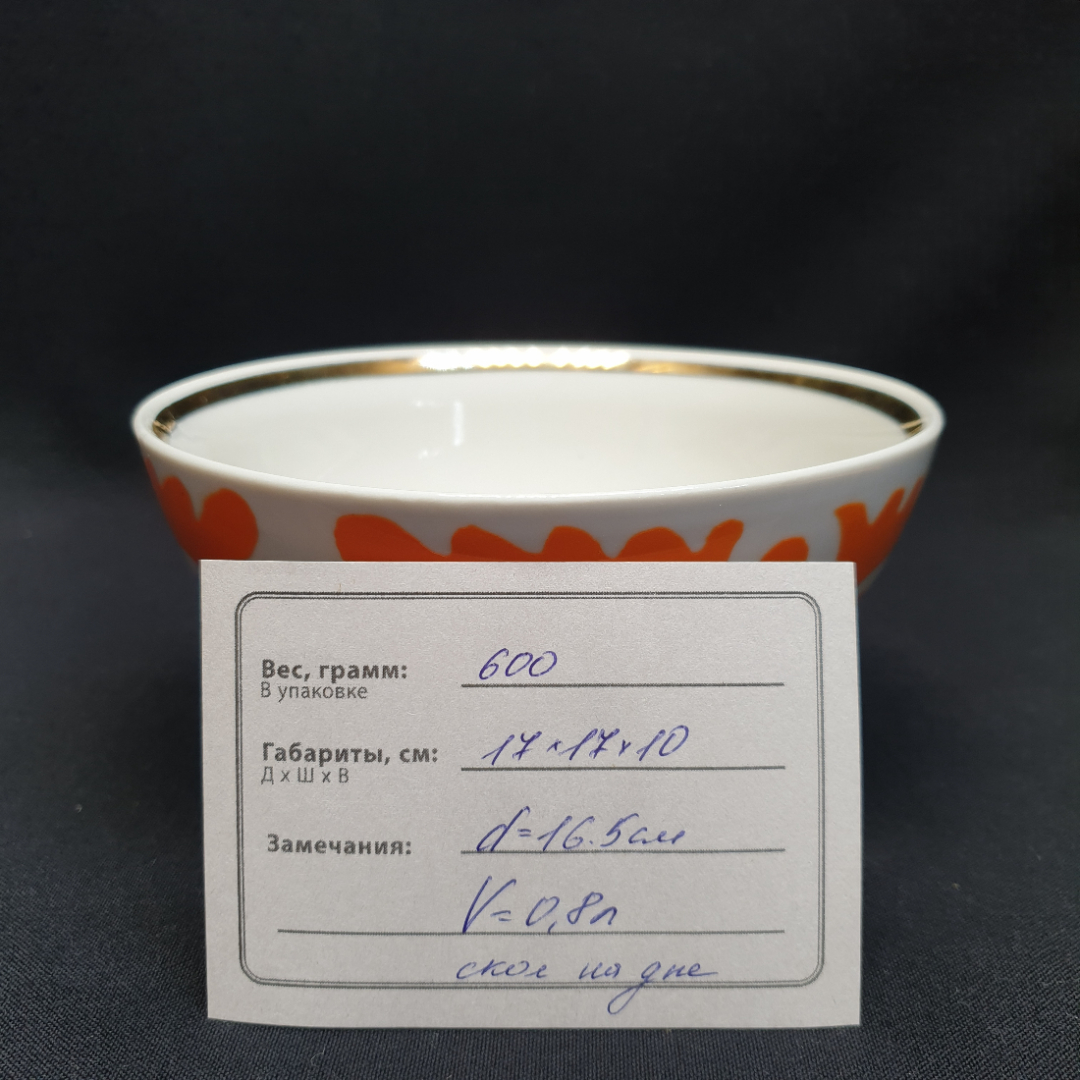 Вес, грамм: 600
В упаковке
Габариты, см: 17×17×10
Д x Ш x В
Замечания: d=16.5см
V=0,8л
скол на дне